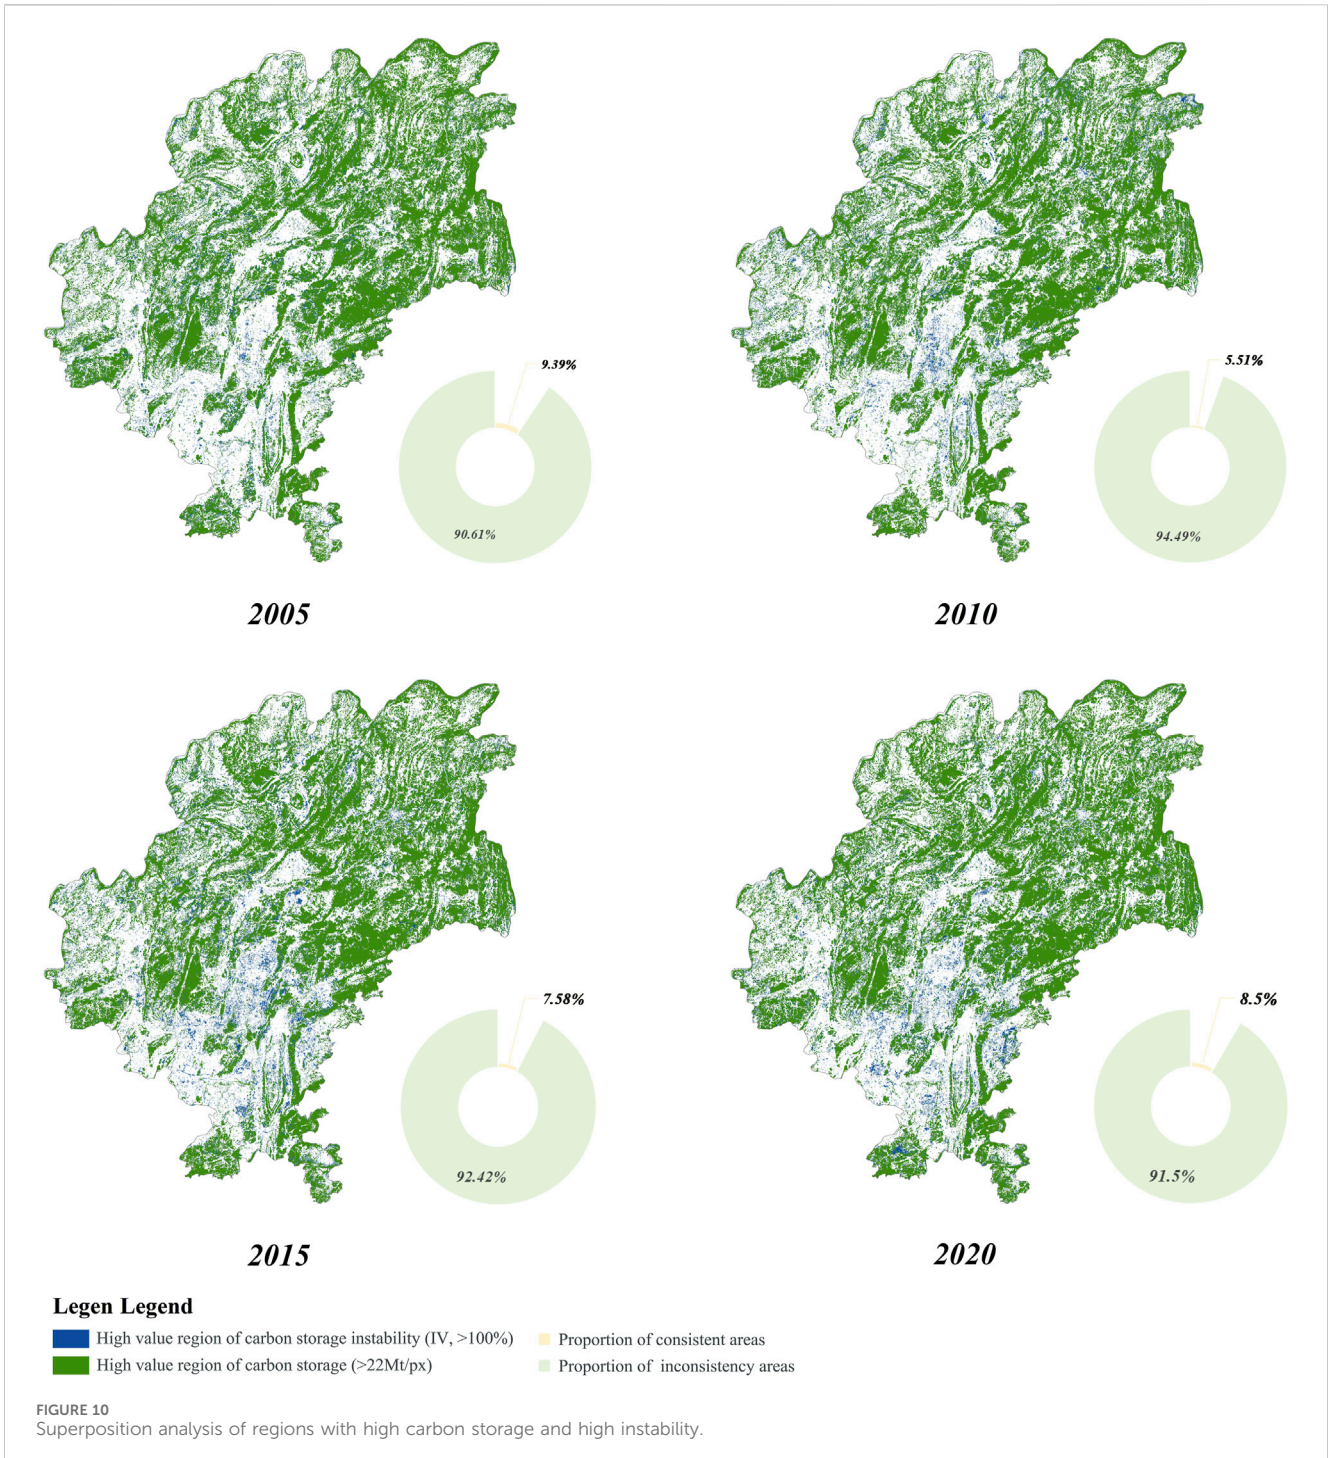 9.39%
90.61%
2005
5.51%
94.49%
2010
7.58%
92.42%
2015
8.5%
91.5%
2020
Legen Legend
High value region of carbon storage instability (IV, >100%)
Proportion of consistent areas
High value region of carbon storage (>22Mt/px)
Proportion of inconsistency areas
FIGURE 10
Superposition analysis of regions with high carbon storage and high instability.